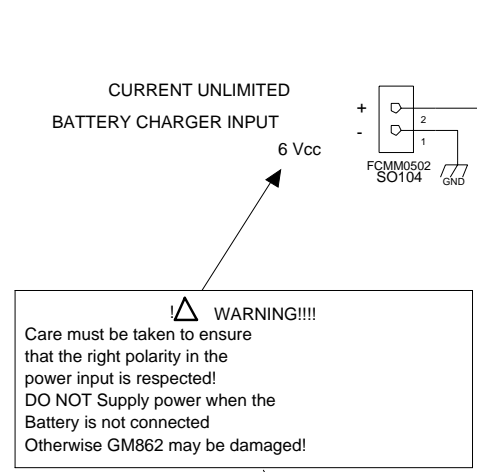 CURRENT UNLIMITED
BATTERY CHARGER INPUT
6 Vcc
+
-
2
1
FCMM0502
SO104
GND
! WARNING!!!!
Care must be taken to ensure
that the right polarity in the
power input is respected!
DO NOT Supply power when the
Battery is not connected
Otherwise GM862 may be damaged!